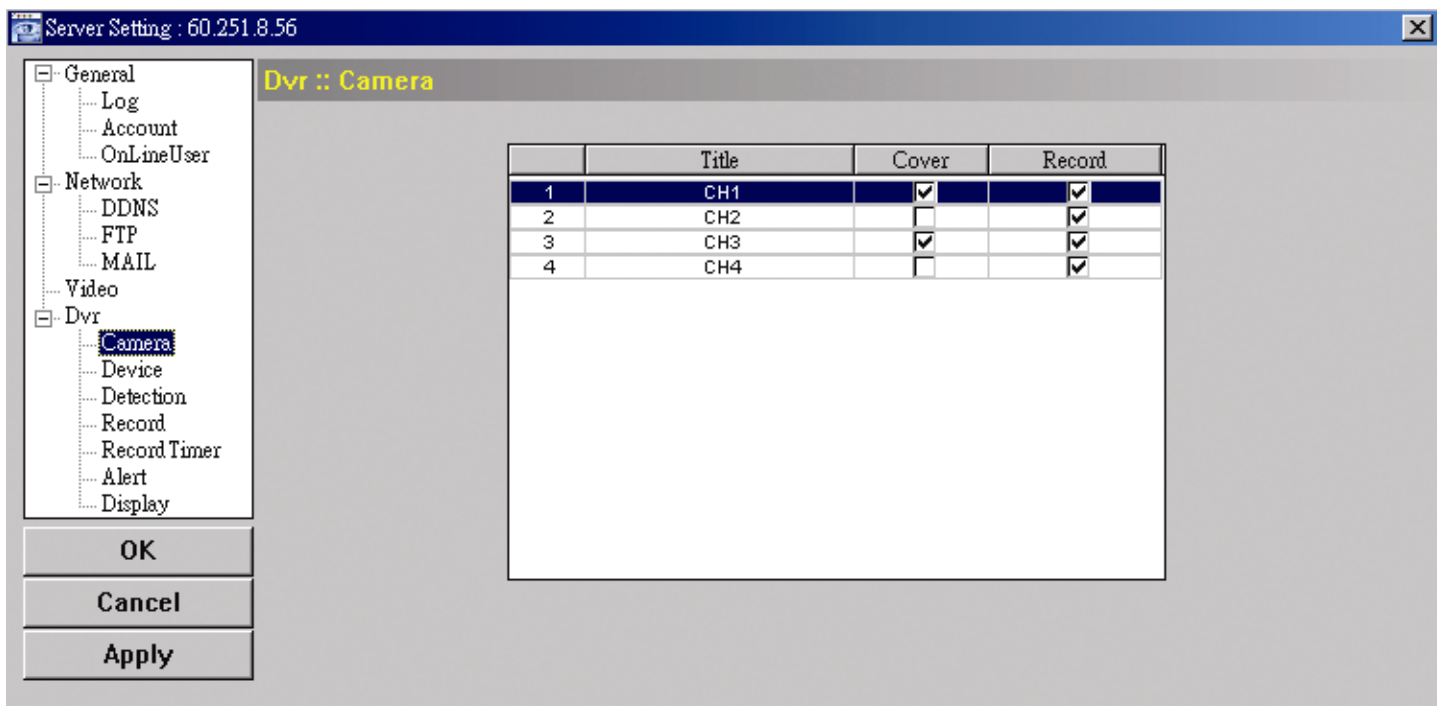 Server Setting : 60.251.8.56
General
Log
Account
OnLineUser
Network
DDNS
FTP
MAIL
Video
Dvr
Camera
Device
Detection
Record
Record Timer
Alert
Display
OK
Cancel
Apply
Dvr :: Camera
Title Cover Record
1 CH1
2 CH2
3 CH3
4 CH4